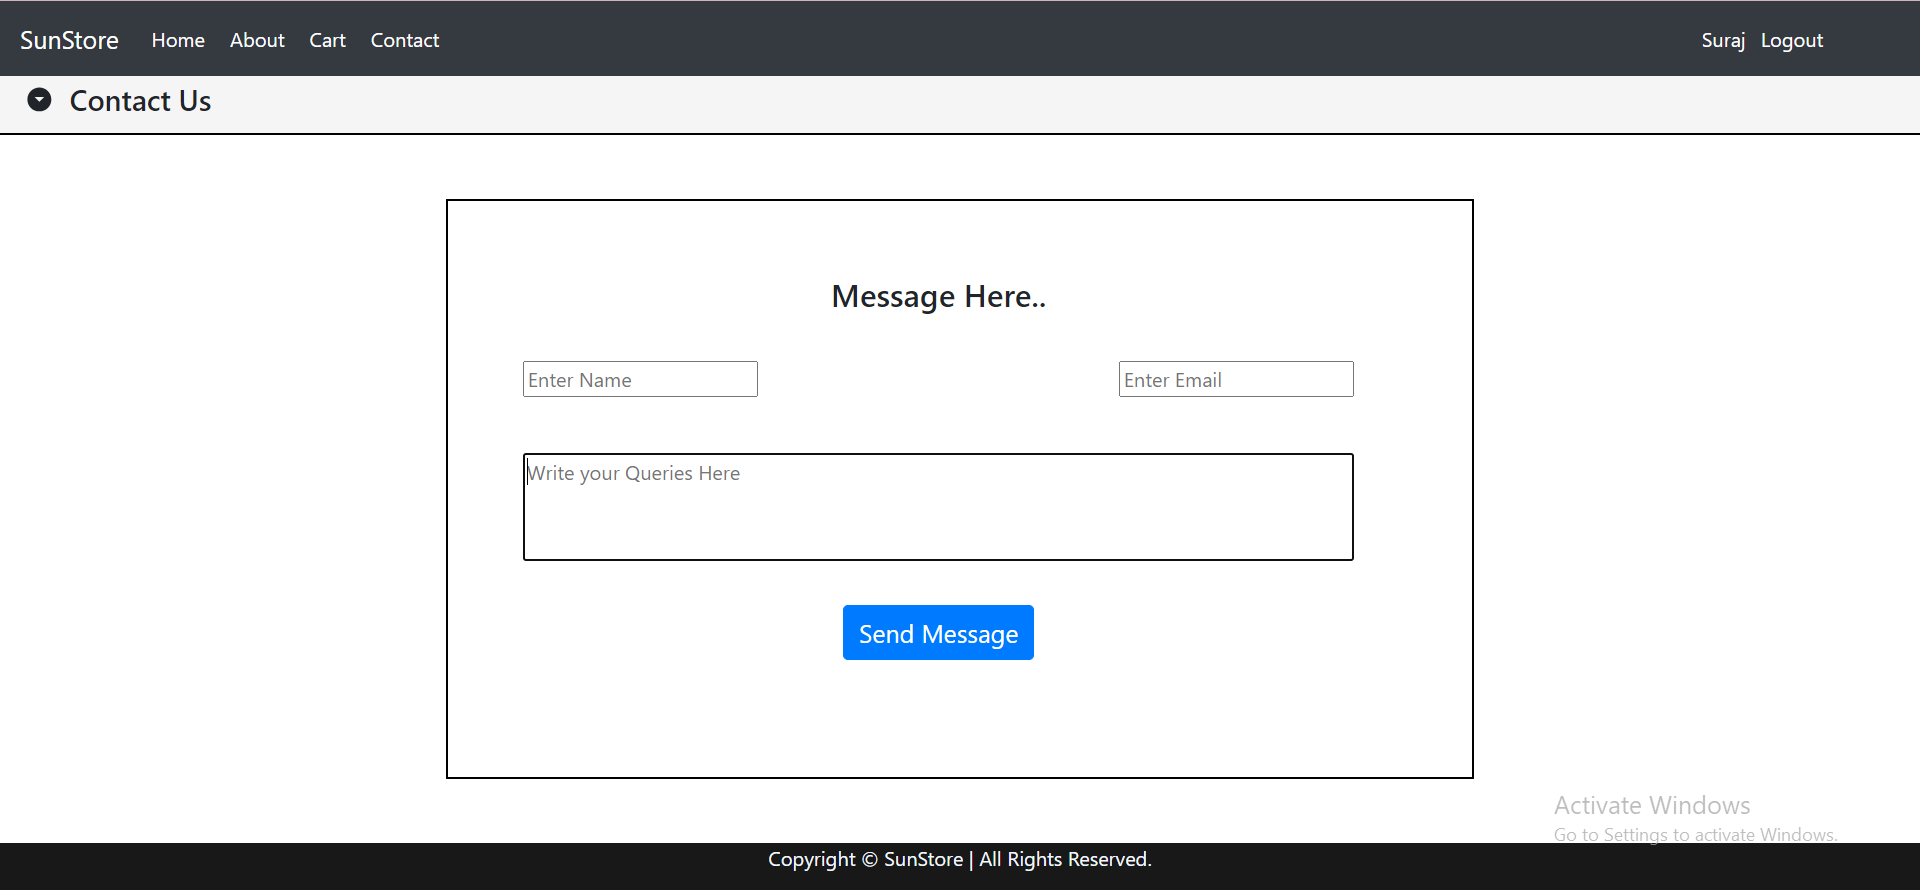 SunStore Home About Cart Contact Suraj Logout
Contact Us
Message Here..
Enter Name Enter Email
Write your Queries Here
Send Message
Activate Windows
Go to Settings to activate Windows.
Copyright © SunStore | All Rights Reserved.